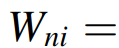 W_{ni} =